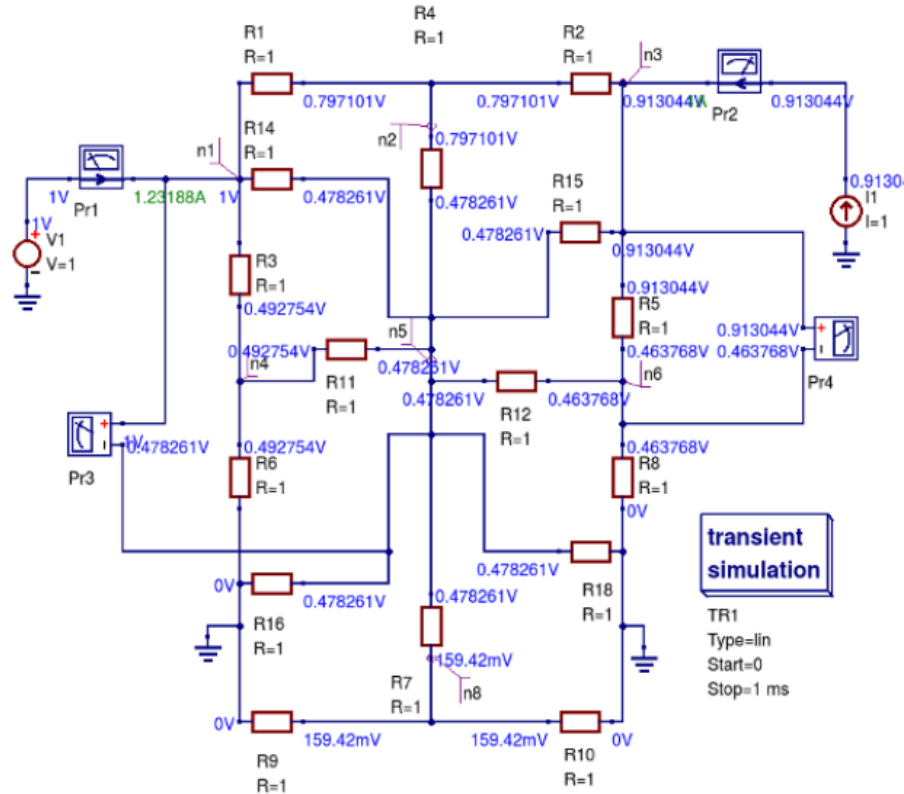 R4
R=1
R1
R=1
R2
R=1
n3
0.797101V
0.797101V
0.913044V
0.913044V
Pr2
n2
0.797101V
R14
R=1
n1
1V
1.23188A
1V
0.478261V
0.478261V
Pr1
R15
R=1
I1
I=1
1V
V1
V=1
0.478261V
0.913044V
R3
R=1
0.492754V
0.913044V
R5
R=1
n5
0.492754V
n4
0.478261V
0.463768V
0.913044V
0.463768V
Pr4
R11
R=1
0.478261V
R12
R=1
0.463768V
n6
1V
0.478261V
Pr3
0.492754V
R6
R=1
0.463768V
R8
R=1
0V
transient
simulation
0V
R16
R=1
0.478261V
0.478261V
0.478261V
R18
R=1
TR1
Type=lin
Start=0
Stop=1 ms
159.42mV
R7
R=1
n8
0V
R9
R=1
159.42mV
159.42mV
R10
R=1
0V